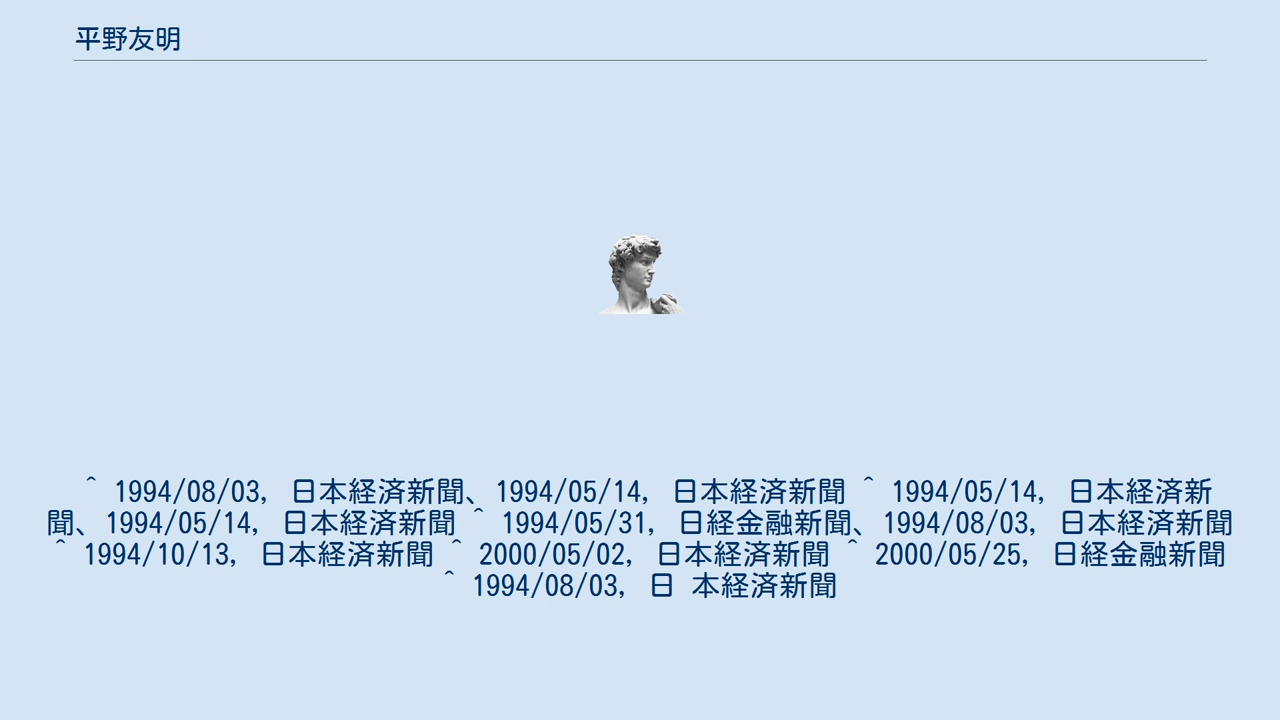 平野友明
^ 1994/08/03, 日本経済新聞、1994/05/14, 日本経済新聞 ^ 1994/05/14, 日本経済新
聞、1994/05/14, 日本経済新聞 ^ 1994/05/31, 日経金融新聞、1994/08/03, 日本経済新聞
^ 1994/10/13, 日本経済新聞 ^ 2000/05/02, 日本経済新聞 ^ 2000/05/25, 日経金融新聞
^ 1994/08/03, 日 本経済新聞